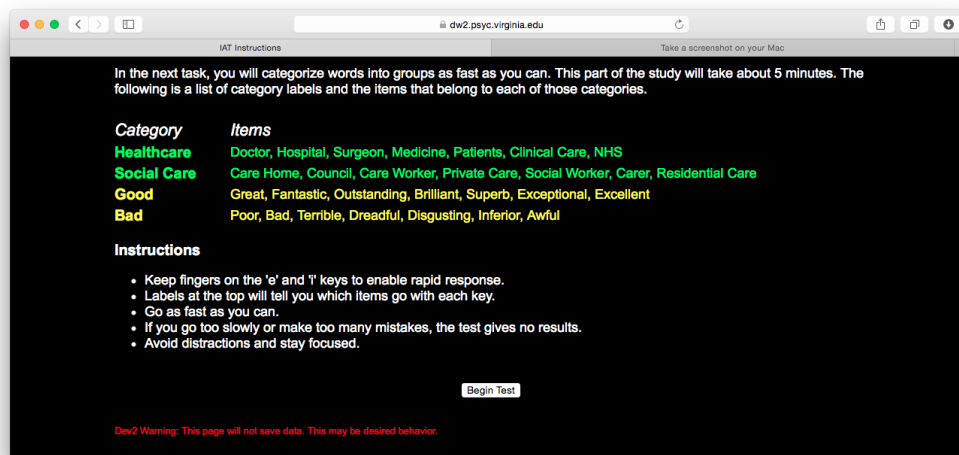 dw2.psyc.virginia.edu
IAT Instructions
Take a screenshot on your Mac
In the next task, you will categorize words into groups as fast as you can. This part of the study will take about 5 minutes. The
following is a list of category labels and the items that belong to each of those categories.
Category Items
Healthcare Doctor, Hospital, Surgeon, Medicine, Patients, Clinical Care, NHS
Social Care Care Home, Council, Care Worker, Private Care, Social Worker, Carer, Residential Care
Good Great, Fantastic, Outstanding, Brilliant, Superb, Exceptional, Excellent
Bad Poor, Bad, Terrible, Dreadful, Disgusting, Inferior, Awful
Instructions
• Keep fingers on the 'e' and 'i' keys to enable rapid response.
• Labels at the top will tell you which items go with each key.
• Go as fast as you can.
• If you go too slowly or make too many mistakes, the test gives no results.
• Avoid distractions and stay focused.
Begin Test
Dev2 Warning: This page will not save data. This may be desired behavior.